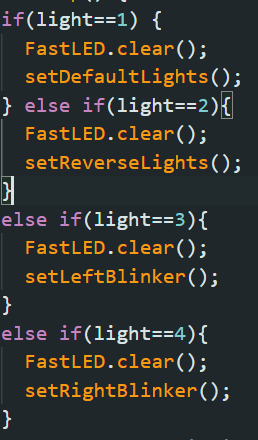 if(light==1) {
FastLED.clear();
setDefaultLights();
} else if(light==2){
FastLED.clear();
setReverseLights();
}
else if(light==3){
FastLED.clear();
setLeftBlinker();
}
else if(light==4){
FastLED.clear();
setRightBlinker();
}